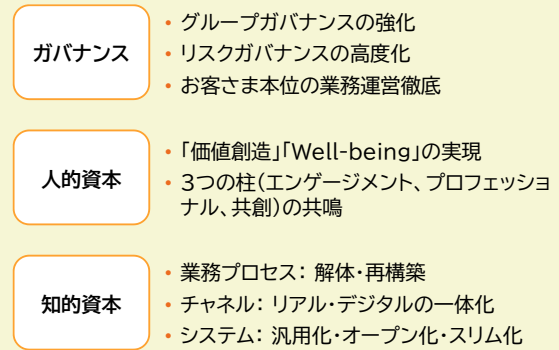 ガバナンス
• グループガバナンスの強化
• リスクガバナンスの高度化
• お客さま本位の業務運営徹底
人的資本
• 「価値創造」「Well-being」の実現
• 3つの柱(エンゲージメント、プロフェッショ
ナル、共創)の共鳴
知的資本
• 業務プロセス： 解体・再構築
• チャネル： リアル・デジタルの一体化
• システム： 汎用化・オープン化・スリム化